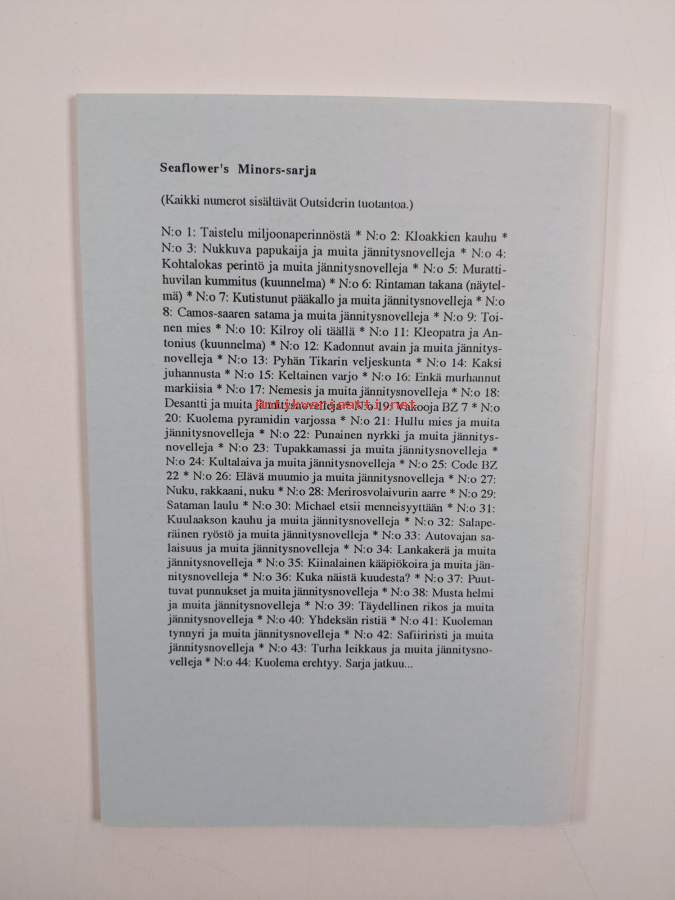 Seaflower's Minors-sarja
(Kaikki numerot sisältävät Outsiderin tuotantoa.)
N:o 1: Taistelu miljoonaperinnöstä * N:o 2: Kloakkien kauhu *
N:o 3: Nukkuva papukaija ja muita jännitysnovelleja * N:o 4:
Kohtalokas perintö ja muita jännitysnovelleja * N:o 5: Muratti-
huvilan kummitus (kuunnelma) * N:o 6: Rintaman takana (näytel-
mä) * N:o 7: Kutistunut pääkallo ja muita jännitysnovelleja * N:o
8: Camos-saaren satama ja muita jännitysnovelleja * N:o 9: Toi-
nen mies * N:o 10: Kilroy oli täällä * N:o 11: Kleopatra ja An-
tonius (kuunnelma) * N:o 12: Kadonnut avain ja muita jännitys-
novelleja * N:o 13: Pyhän Tikarin veljeskunta * N:o 14: Kaksi
juhannusta * N:o 15: Keltainen varjo * N:o 16: Enkä murhannut
markiisia * N:o 17: Nemesis ja muita jännitysnovelleja * N:o 18:
Desantti ja muita jännitysnovelleja * N:o 19: Vakooja BZ 7 * N:o
20: Kuolema pyramidin varjossa * N:o 21: Hullu mies ja muita
jännitysnovelleja * N:o 22: Punainen nyrkki ja muita jännitys-
novelleja * N:o 23: Tupakkamassi ja muita jännitysnovelleja *
N:o 24: Kultalaiva ja muita jännitysnovelleja * N:o 25: Code BZ
22 * N:o 26: Elävä muumio ja muita jännitysnovelleja * N:o 27:
Nuku, rakkaani, nuku * N:o 28: Merirosvolaivurin aarre * N:o 29:
Sataman laulu * N:o 30: Michael etsii menneisyyttään * N:o 31:
Kuulaakson kauhu ja muita jännitysnovelleja * N:o 32: Salape-
räinen ryöstö ja muita jännitysnovelleja * N:o 33: Autovajan sa-
laisuus ja muita jännitysnovelleja * N:o 34: Lankakerä ja muita
jännitysnovelleja * N:o 35: Kiinalainen kääpiökoira ja muita jän-
nitysnovelleja * N:o 36: Kuka näistä kuudesta? * N:o 37: Puut-
tuvat punnukset ja muita jännitysnovelleja * N:o 38: Musta helmi
ja muita jännitysnovelleja * N:o 39: Täydellinen rikos ja muita
jännitysnovelleja * N:o 40: Yhdeksän ristiä * N:o 41: Kuoleman
tynnyri ja muita jännitysnovelleja * N:o 42: Safiiriristi ja muita
jännitysnovelleja * N:o 43: Turha leikkaus ja muita jännitysno-
velleja * N:o 44: Kuolema erehtyy. Sarja jatkuu...